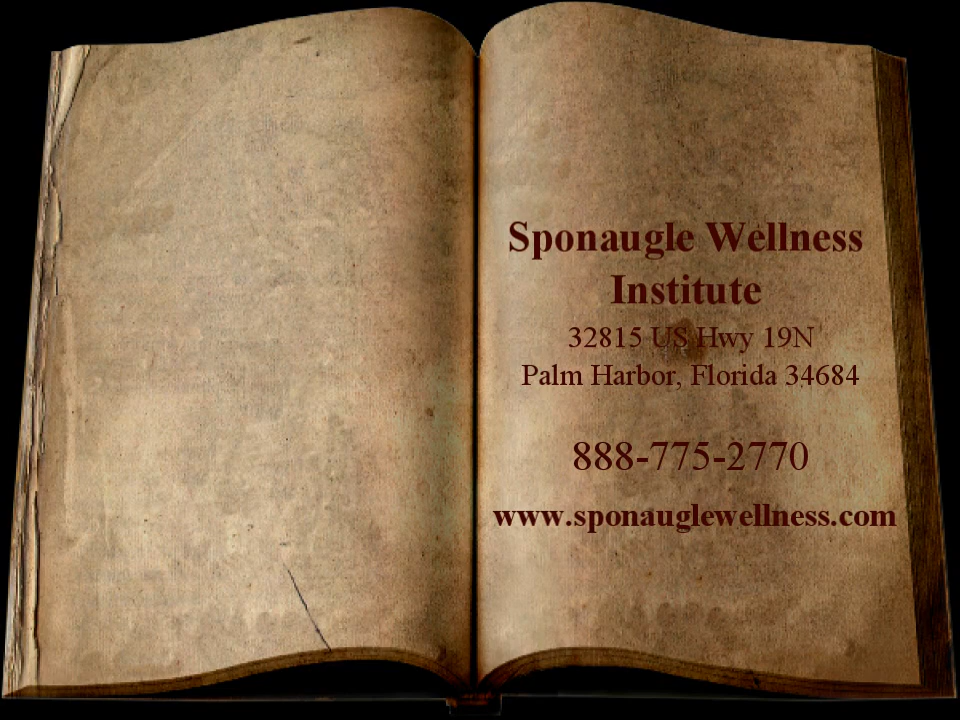 Sponaugle Wellness
Institute
32815 US Hwy 19N
Palm Harbor, Florida 34684
888-775-2770
www.sponauglewellness.com